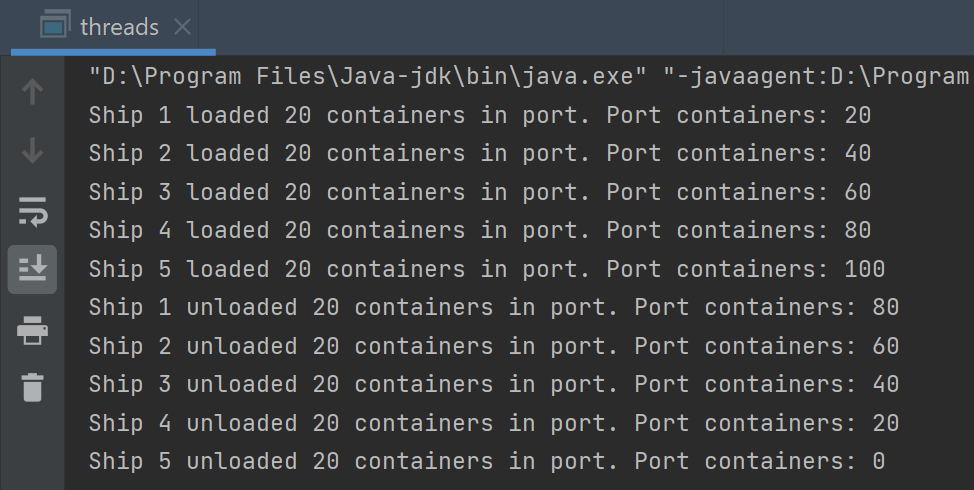 threads
"D:\Program Files\Java-jdk\bin\java.exe" "-javaagent:D:\Program
Ship 1 loaded 20 containers in port. Port containers: 20
Ship 2 loaded 20 containers in port. Port containers: 40
Ship 3 loaded 20 containers in port. Port containers: 60
Ship 4 loaded 20 containers in port. Port containers: 80
Ship 5 loaded 20 containers in port. Port containers: 100
Ship 1 unloaded 20 containers in port. Port containers: 80
Ship 2 unloaded 20 containers in port. Port containers: 60
Ship 3 unloaded 20 containers in port. Port containers: 40
Ship 4 unloaded 20 containers in port. Port containers: 20
Ship 5 unloaded 20 containers in port. Port containers: 0